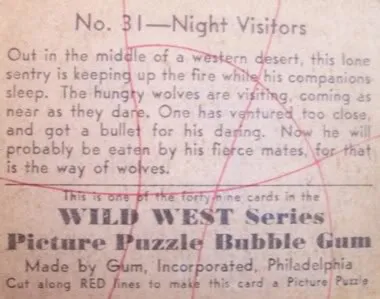 No. 31—Night Visitors
Out in the middle of a western desert, this lone
sentry is keeping up the fire while his companions
sleep. The hungry wolves are visiting, coming as
near as they dare. One has ventured too close,
and got a bullet for his daring. Now he will
probably be eaten by his fierce mates, for that
is the way of wolves.
This is one of the forty-nine cards in the
WILD WEST Series
Picture Puzzle Bubble Gum
Made by Gum, Incorporated, Philadelphia
Cut along RED lines to make this card a Picture Puzzle